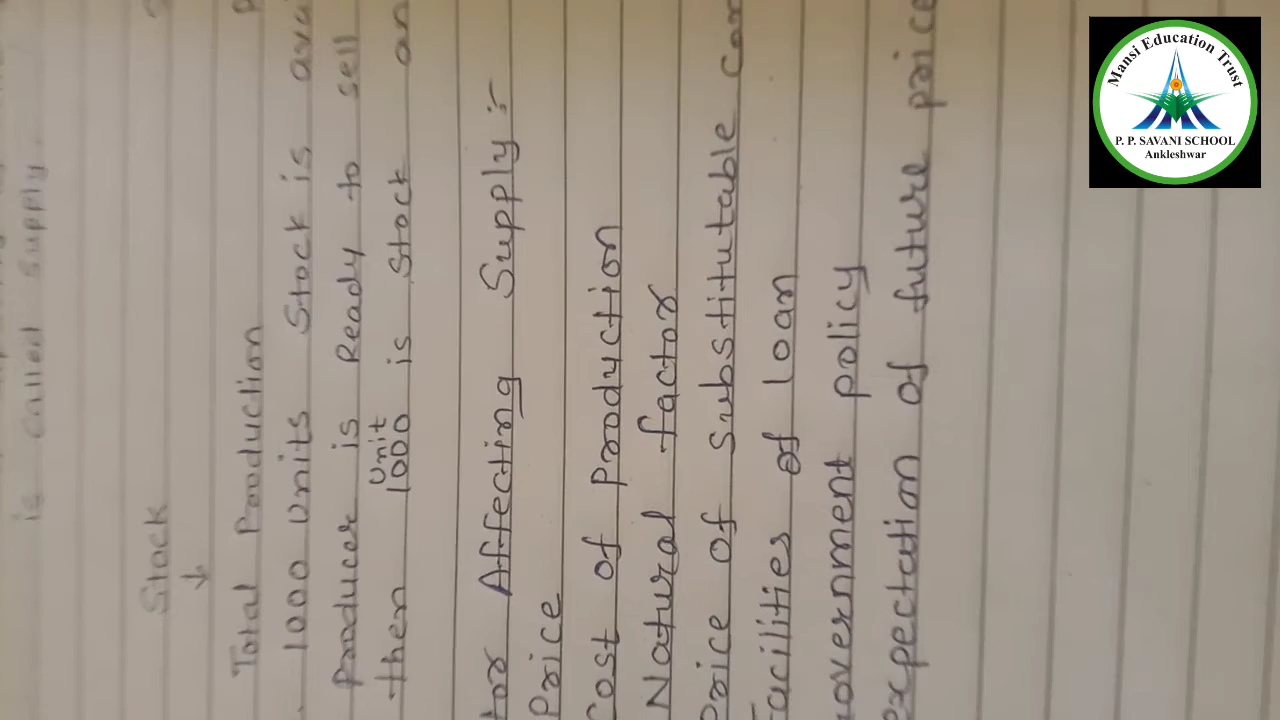 is called supply.
Stock
↓
Total Production
1000 units Stock is
Producer is Ready to sell
Unit
then 1000 is Stock an
Affecting Supply :-
Price
Cost of Production
Natural factor
Price of Substitutable Com
Facilities of loan
Government policy
Expectation of future price
Mansi Education Trust
P. P. SAVANI SCHOOL
Ankleshwar